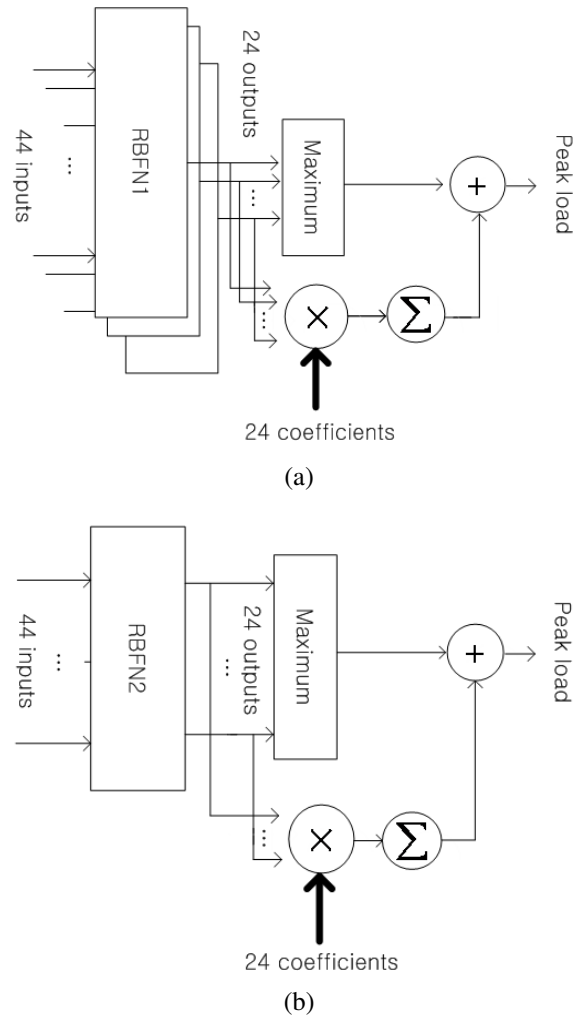 44 inputs
...
RBFN1
24 outputs
...
Maximum
...
×
Σ
+
Peak load
24 coefficients
(a)
44 inputs
...
RBFN2
24 outputs
...
Maximum
...
×
Σ
+
Peak load
24 coefficients
(b)